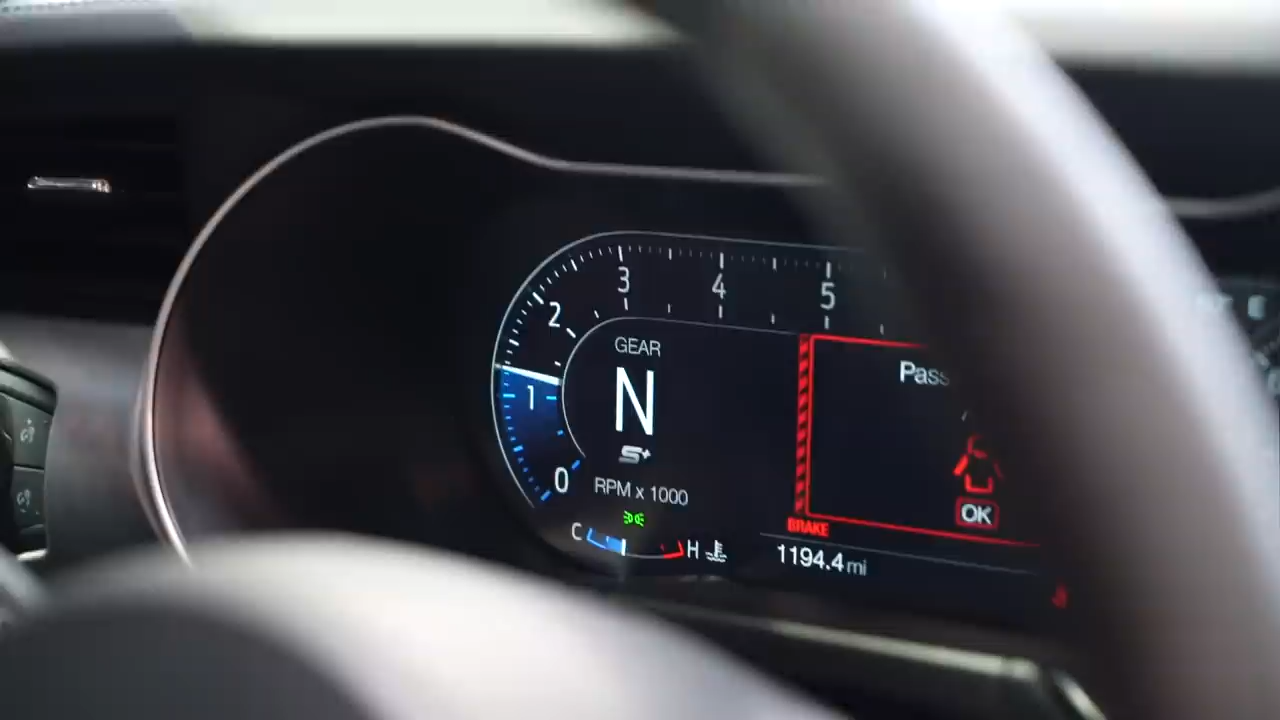 3 4 5
2
GEAR
1
N
S+
0
RPM x 1000
Pass
OK
BRAKE
C H
1194.4 mi
E